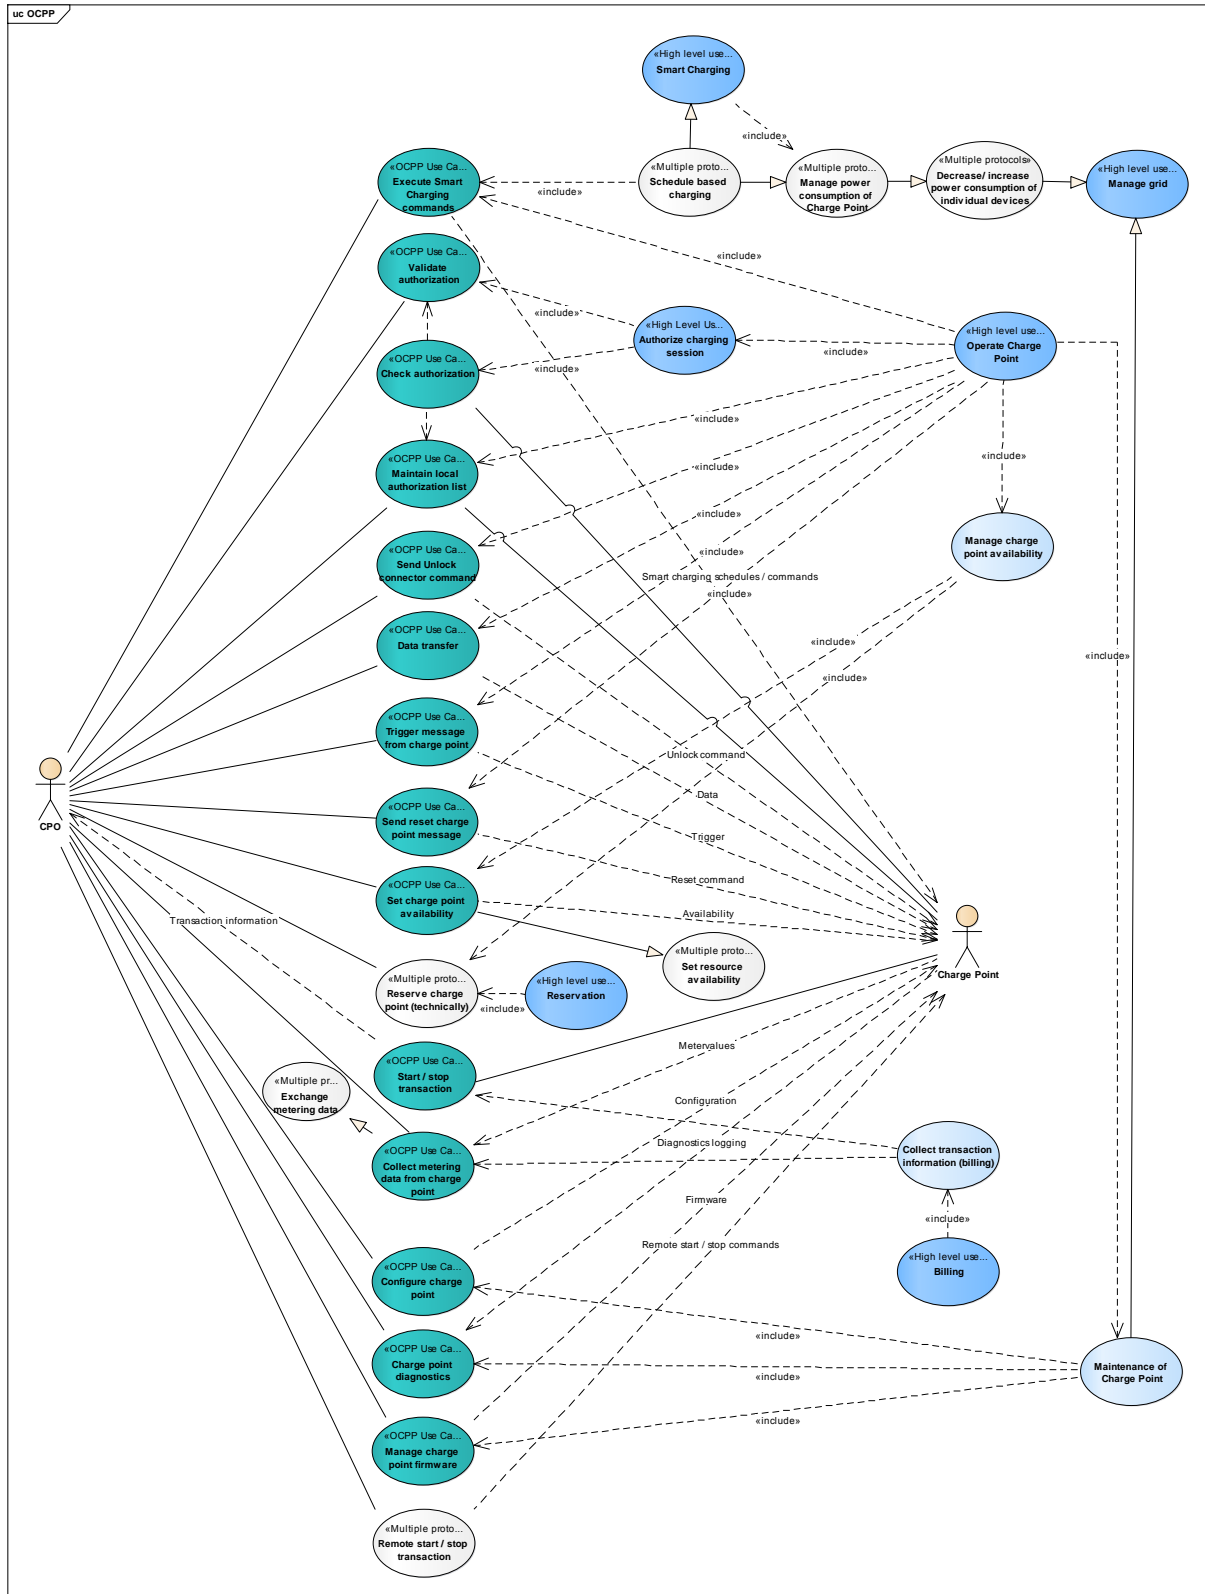 uc OCPP
«High level use...
Smart Charging
«include»
«OCPP Use Ca...
Execute Smart
Charging
commands
«include»
«Multiple proto...
Schedule based
charging
«Multiple proto...
Manage power
consumption of
Charge Point
«Multiple protocols»
Decrease/ increase
power consumption of
individual devices
«High level use...
Manage grid
«OCPP Use Ca...
Validate
authorization
«include»
«include»
«High Level Us...
Authorize charging
session
«include»
«High level use...
Operate Charge
Point
«OCPP Use Ca...
Check authorization
«include»
«include»
«OCPP Use Ca...
Maintain local
authorization list
«include»
«include»
«OCPP Use Ca...
Send Unlock
connector command
«include»
«include»
Manage charge
point availability
Smart charging schedules / commands
«include»
«OCPP Use Ca...
Data transfer
«include»
«include»
«include»
«OCPP Use Ca...
Trigger message
from charge point
Unlock command
Data
CPO
«OCPP Use Ca...
Send reset charge
point message
Trigger
Reset command
«OCPP Use Ca...
Set charge point
availability
Availability
Transaction information
«Multiple proto...
Set resource
availability
Charge Point
«Multiple proto...
Reserve charge
point (technically)
«include»
«High level use...
Reservation
Metervalues
«OCPP Use Ca...
Start / stop
transaction
«Multiple pr...
Exchange
metering data
Configuration
«OCPP Use Ca...
Collect metering
data from charge
point
Diagnostics logging
Collect transaction
information (billing)
Firmware
«include»
Remote start / stop commands
«High level use...
Billing
«OCPP Use Ca...
Configure charge
point
«include»
«OCPP Use Ca...
Charge point
diagnostics
«include»
Maintenance of
Charge Point
«include»
«OCPP Use Ca...
Manage charge
point firmware
«Multiple proto...
Remote start / stop
transaction